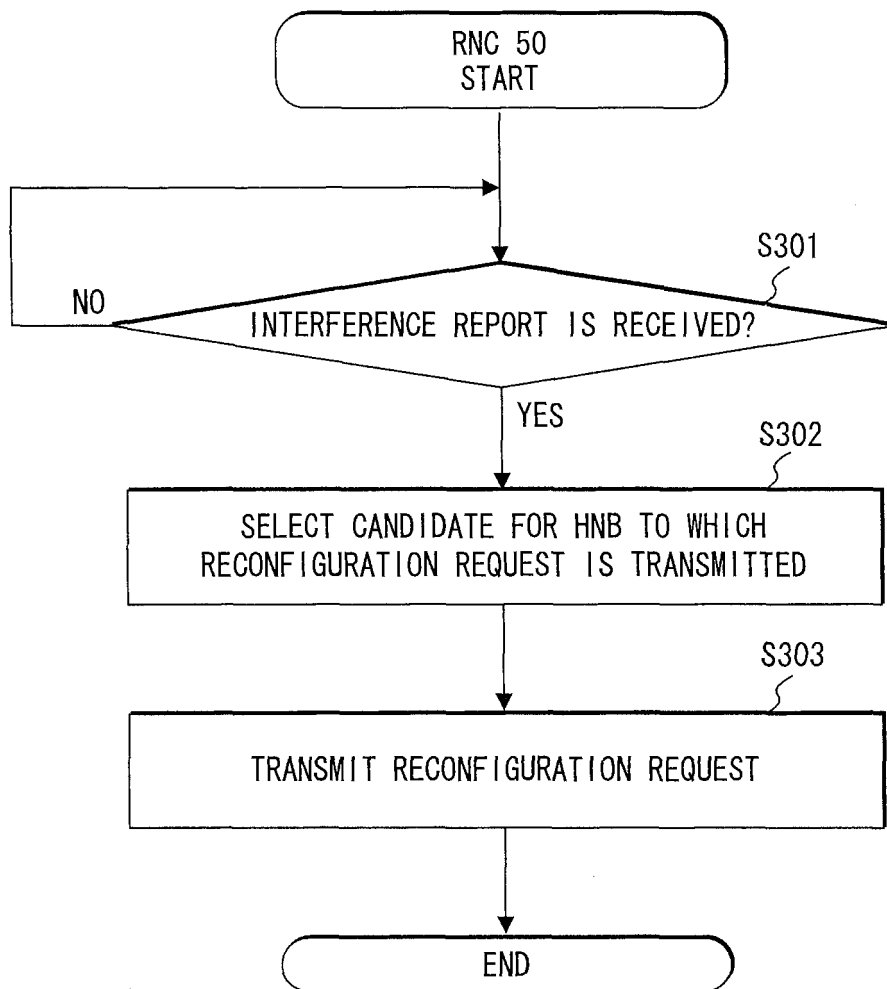 RNC 50
START
S301
NO
INTERFERENCE REPORT IS RECEIVED?
YES
S302
SELECT CANDIDATE FOR HNB TO WHICH
RECONFIGURATION REQUEST IS TRANSMITTED
S303
TRANSMIT RECONFIGURATION REQUEST
END